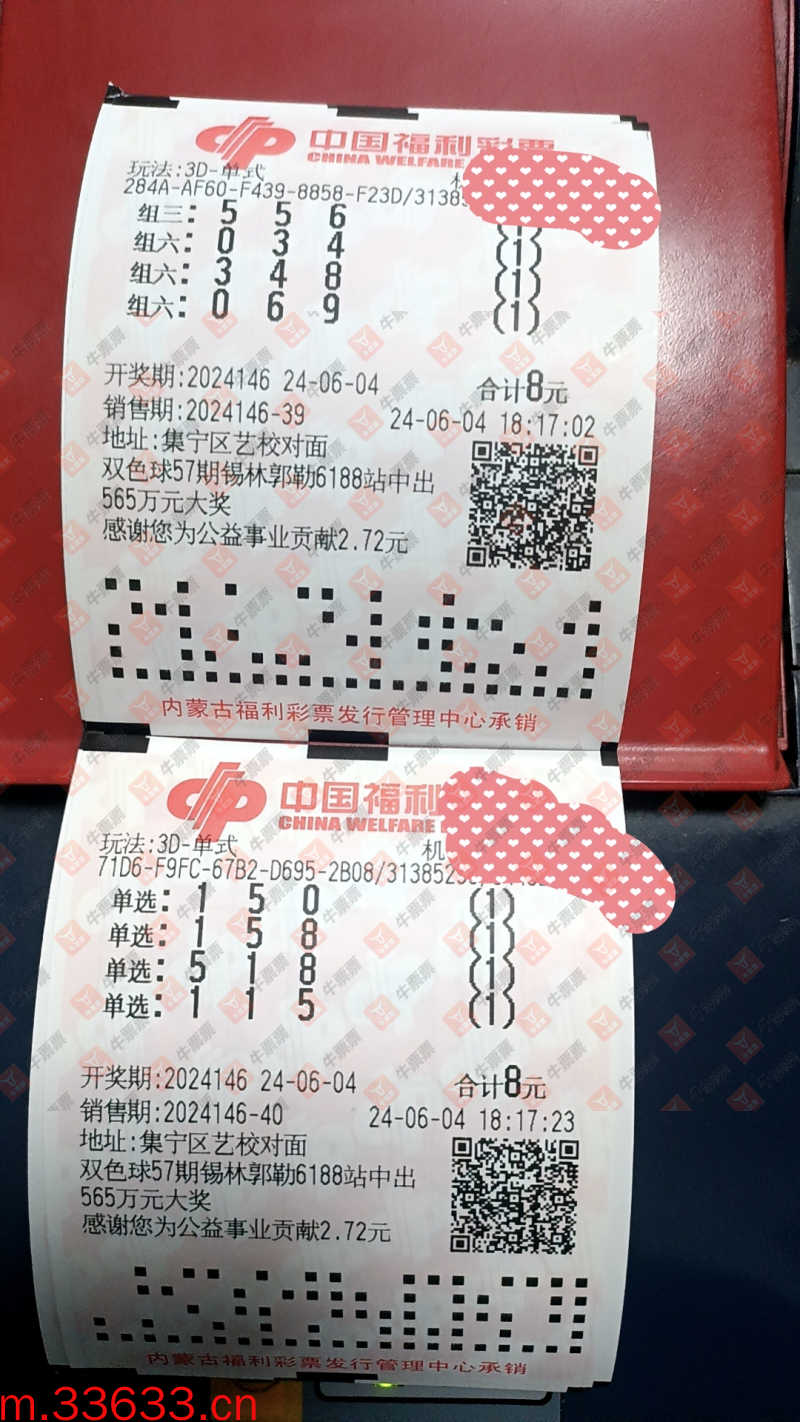 中国福利彩票
CHINA WELFARE
玩法:3D-单式
284A-AF60-F439-8858-F23D/31385
组三: 5 5 6 (1)
组六: 0 3 4 (1)
组六: 3 4 8 (1)
组六: 0 6 9 (1)
开奖期:2024146 24-06-04 合计8元
销售期:2024146-39 24-06-04 18:17:02
地址:集宁区艺校对面
双色球57期锡林郭勒6188站中出
565万元大奖
感谢您为公益事业贡献2.72元
内蒙古福利彩票发行管理中心承销
中国福利
CHINA WELFARE
玩法:3D-单式 机
71D6-F9FC-67B2-D695-2B08/3138525
单选: 1 5 0 (1)
单选: 1 5 8 (1)
单选: 5 1 8 (1)
单选: 1 1 5 (1)
开奖期:2024146 24-06-04 合计8元
销售期:2024146-40 24-06-04 18:17:23
地址:集宁区艺校对面
双色球57期锡林郭勒6188站中出
565万元大奖
感谢您为公益事业贡献2.72元
内蒙古福利彩票发行管理中心承销
m.33633.cn
牛票票